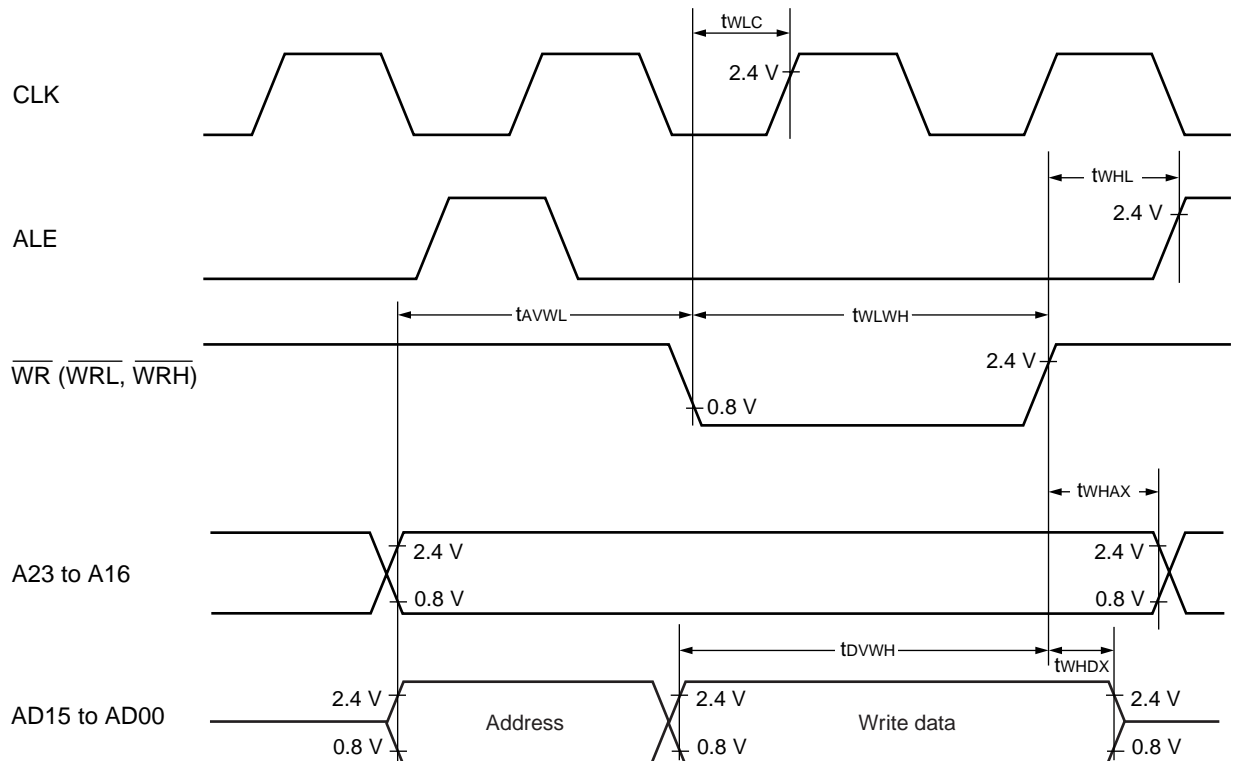 tWLC
2.4 V
CLK
tWHL
2.4 V
ALE
tAVWL
tWLWH
WR (WRL, WRH)
2.4 V
0.8 V
tWHAX
2.4 V
2.4 V
A23 to A16
0.8 V
0.8 V
tDVWH
tWHDX
2.4 V
2.4 V
2.4 V
AD15 to AD00
Address
Write data
0.8 V
0.8 V
0.8 V